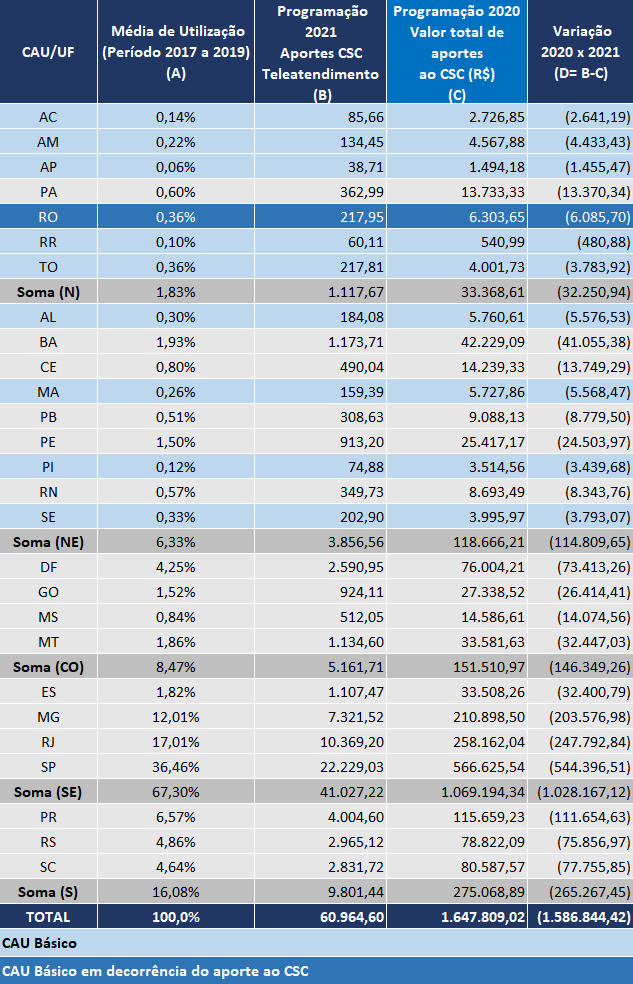 CAU/UF Média de Utilização (Período 2017 a 2019) (A) Programação 2021 Aportes CSC Teleatendimento (B) Programação 2020 Valor total de aportes ao CSC (R$) (C) Variação 2020 x 2021 (D= B-C)
AC 0,14% 85,66 2.726,85 (2.641,19)
AM 0,22% 134,45 4.567,88 (4.433,43)
AP 0,06% 38,71 1.494,18 (1.455,47)
PA 0,60% 362,99 13.733,33 (13.370,34)
RO 0,36% 217,95 6.303,65 (6.085,70)
RR 0,10% 60,11 540,99 (480,88)
TO 0,36% 217,81 4.001,73 (3.783,92)
Soma (N) 1,83% 1.117,67 33.368,61 (32.250,94)
AL 0,30% 184,08 5.760,61 (5.576,53)
BA 1,93% 1.173,71 42.229,09 (41.055,38)
CE 0,80% 490,04 14.239,33 (13.749,29)
MA 0,26% 159,39 5.727,86 (5.568,47)
PB 0,51% 308,63 9.088,13 (8.779,50)
PE 1,50% 913,20 25.417,17 (24.503,97)
PI 0,12% 74,88 3.514,56 (3.439,68)
RN 0,57% 349,73 8.693,49 (8.343,76)
SE 0,33% 202,90 3.995,97 (3.793,07)
Soma (NE) 6,33% 3.856,56 118.666,21 (114.809,65)
DF 4,25% 2.590,95 76.004,21 (73.413,26)
GO 1,52% 924,11 27.338,52 (26.414,41)
MS 0,84% 512,05 14.586,61 (14.074,56)
MT 1,86% 1.134,60 33.581,63 (32.447,03)
Soma (CO) 8,47% 5.161,71 151.510,97 (146.349,26)
ES 1,82% 1.107,47 33.508,26 (32.400,79)
MG 12,01% 7.321,52 210.898,50 (203.576,98)
RJ 17,01% 10.369,20 258.162,04 (247.792,84)
SP 36,46% 22.229,03 566.625,54 (544.396,51)
Soma (SE) 67,30% 41.027,22 1.069.194,34 (1.028.167,12)
PR 6,57% 4.004,60 115.659,23 (111.654,63)
RS 4,86% 2.965,12 78.822,09 (75.856,97)
SC 4,64% 2.831,72 80.587,57 (77.755,85)
Soma (S) 16,08% 9.801,44 275.068,89 (265.267,45)
TOTAL 100,0% 60.964,60 1.647.809,02 (1.586.844,42)
CAU Básico
CAU Básico em decorrência do aporte ao CSC